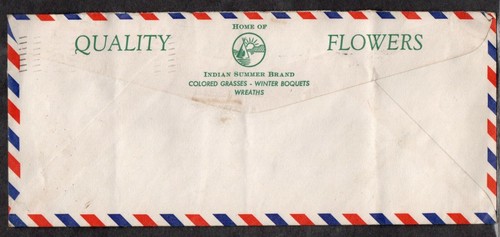 HOME OF
QUALITY FLOWERS
INDIAN SUMMER BRAND
COLORED GRASSES - WINTER BOQUETS
WREATHS